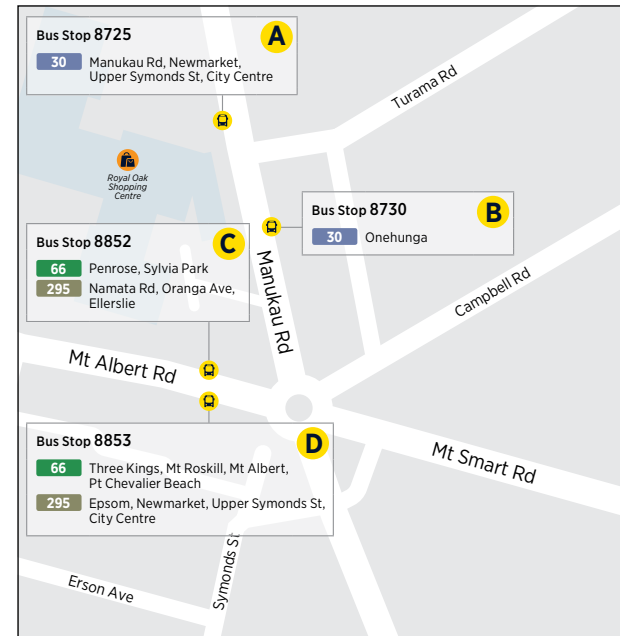 Bus Stop 8725
A
30 Manukau Rd, Newmarket,
Upper Symonds St, City Centre
Turama Rd
Royal Oak
Shopping
Centre
Bus Stop 8730
B
30 Onehunga
Bus Stop 8852
C
66 Penrose, Sylvia Park
295 Namata Rd, Oranga Ave,
Ellerslie
Manukau Rd
Campbell Rd
Mt Albert Rd
Bus Stop 8853
D
66 Three Kings, Mt Roskill, Mt Albert,
Pt Chevalier Beach
295 Epsom, Newmarket, Upper Symonds St,
City Centre
Mt Smart Rd
Symonds St
Erson Ave